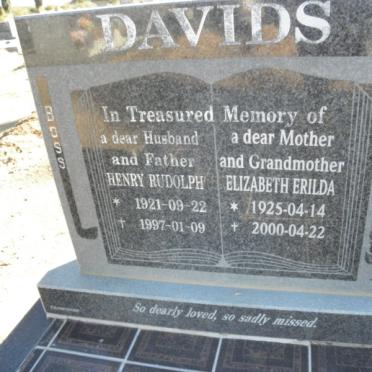 DAVIDS
Boss
In Treasured Memory of
a dear Husband
and Father
HENRY RUDOLPH
* 1921-09-22
† 1997-01-09
a dear Mother
and Grandmother
ELIZABETH ERILDA
* 1925-04-14
† 2000-04-22
So dearly loved, so sadly missed.